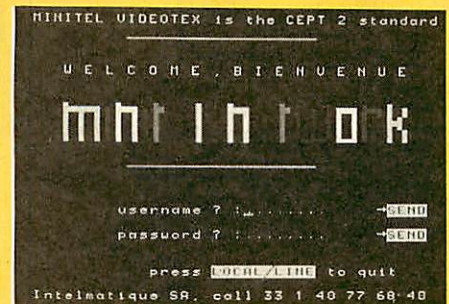 MINITEL VIDEOTEX is the CEPT 2 standard
WELCOME,BIENVENUE
username ? :......... →SEND
password ? :......... →SEND
press LOCAL/LINE to quit
Intelmatique SA, call 33 1 40 77 68-40